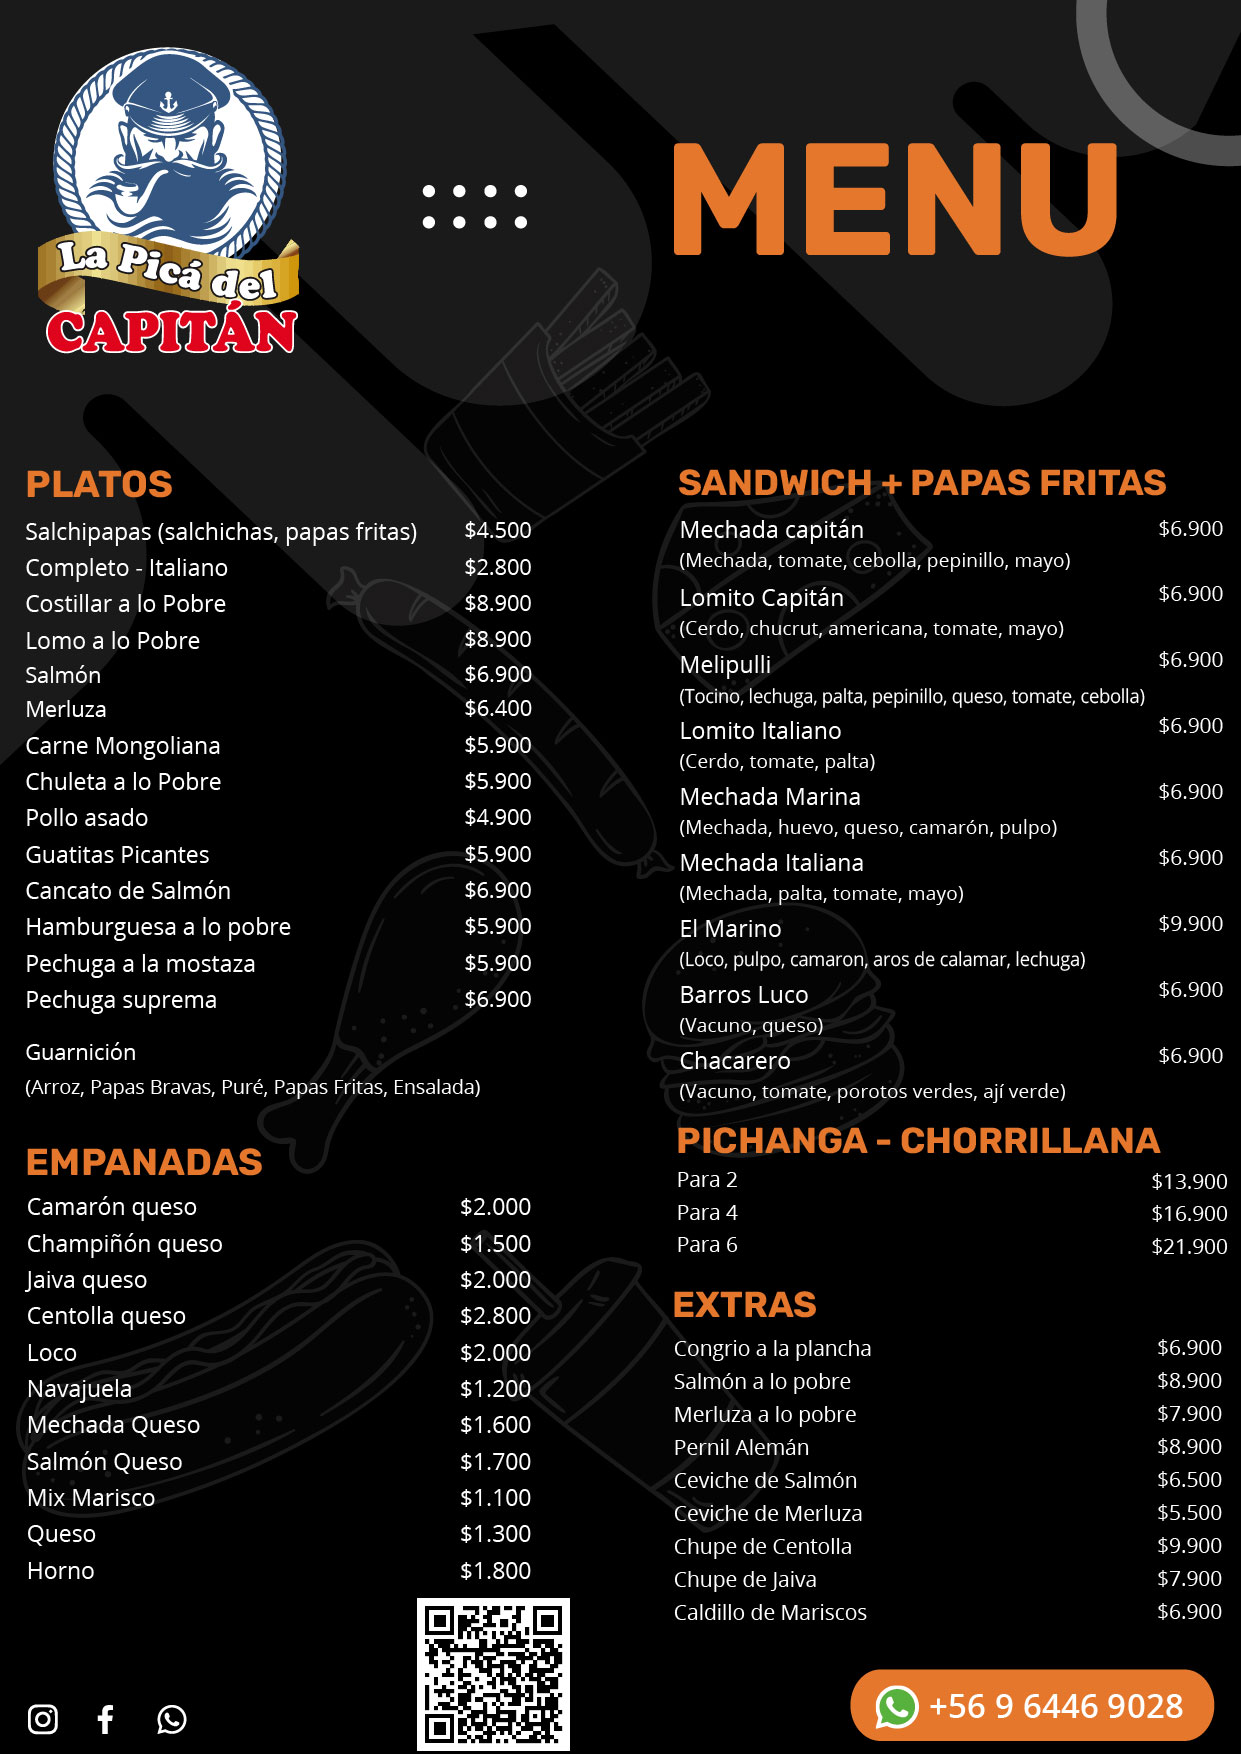 La Picá del
CAPITÁN
MENU
PLATOS
Salchipapas (salchichas, papas fritas) $4.500
Completo - Italiano $2.800
Costillar a lo Pobre $8.900
Lomo a lo Pobre $8.900
Salmón $6.900
Merluza $6.400
Carne Mongoliana $5.900
Chuleta a lo Pobre $5.900
Pollo asado $4.900
Guatitas Picantes $5.900
Cancato de Salmón $6.900
Hamburguesa a lo pobre $5.900
Pechuga a la mostaza $5.900
Pechuga suprema $6.900
Guarnición
(Arroz, Papas Bravas, Puré, Papas Fritas, Ensalada)
EMPANADAS
Camarón queso $2.000
Champiñón queso $1.500
Jaiva queso $2.000
Centolla queso $2.800
Loco $2.000
Navajuela $1.200
Mechada Queso $1.600
Salmón Queso $1.700
Mix Marisco $1.100
Queso $1.300
Horno $1.800
SANDWICH + PAPAS FRITAS
Mechada capitán $6.900
(Mechada, tomate, cebolla, pepinillo, mayo)
Lomito Capitán $6.900
(Cerdo, chucrut, americana, tomate, mayo)
Melipulli $6.900
(Tocino, lechuga, palta, pepinillo, queso, tomate, cebolla)
Lomito Italiano $6.900
(Cerdo, tomate, palta)
Mechada Marina $6.900
(Mechada, huevo, queso, camarón, pulpo)
Mechada Italiana $6.900
(Mechada, palta, tomate, mayo)
El Marino $9.900
(Loco, pulpo, camaron, aros de calamar, lechuga)
Barros Luco $6.900
(Vacuno, queso)
Chacarero $6.900
(Vacuno, tomate, porotos verdes, ají verde)
PICHANGA - CHORRILLANA
Para 2 $13.900
Para 4 $16.900
Para 6 $21.900
EXTRAS
Congrio a la plancha $6.900
Salmón a lo pobre $8.900
Merluza a lo pobre $7.900
Pernil Alemán $8.900
Ceviche de Salmón $6.500
Ceviche de Merluza $5.500
Chupe de Centolla $9.900
Chupe de Jaiva $7.900
Caldillo de Mariscos $6.900
+56 9 6446 9028